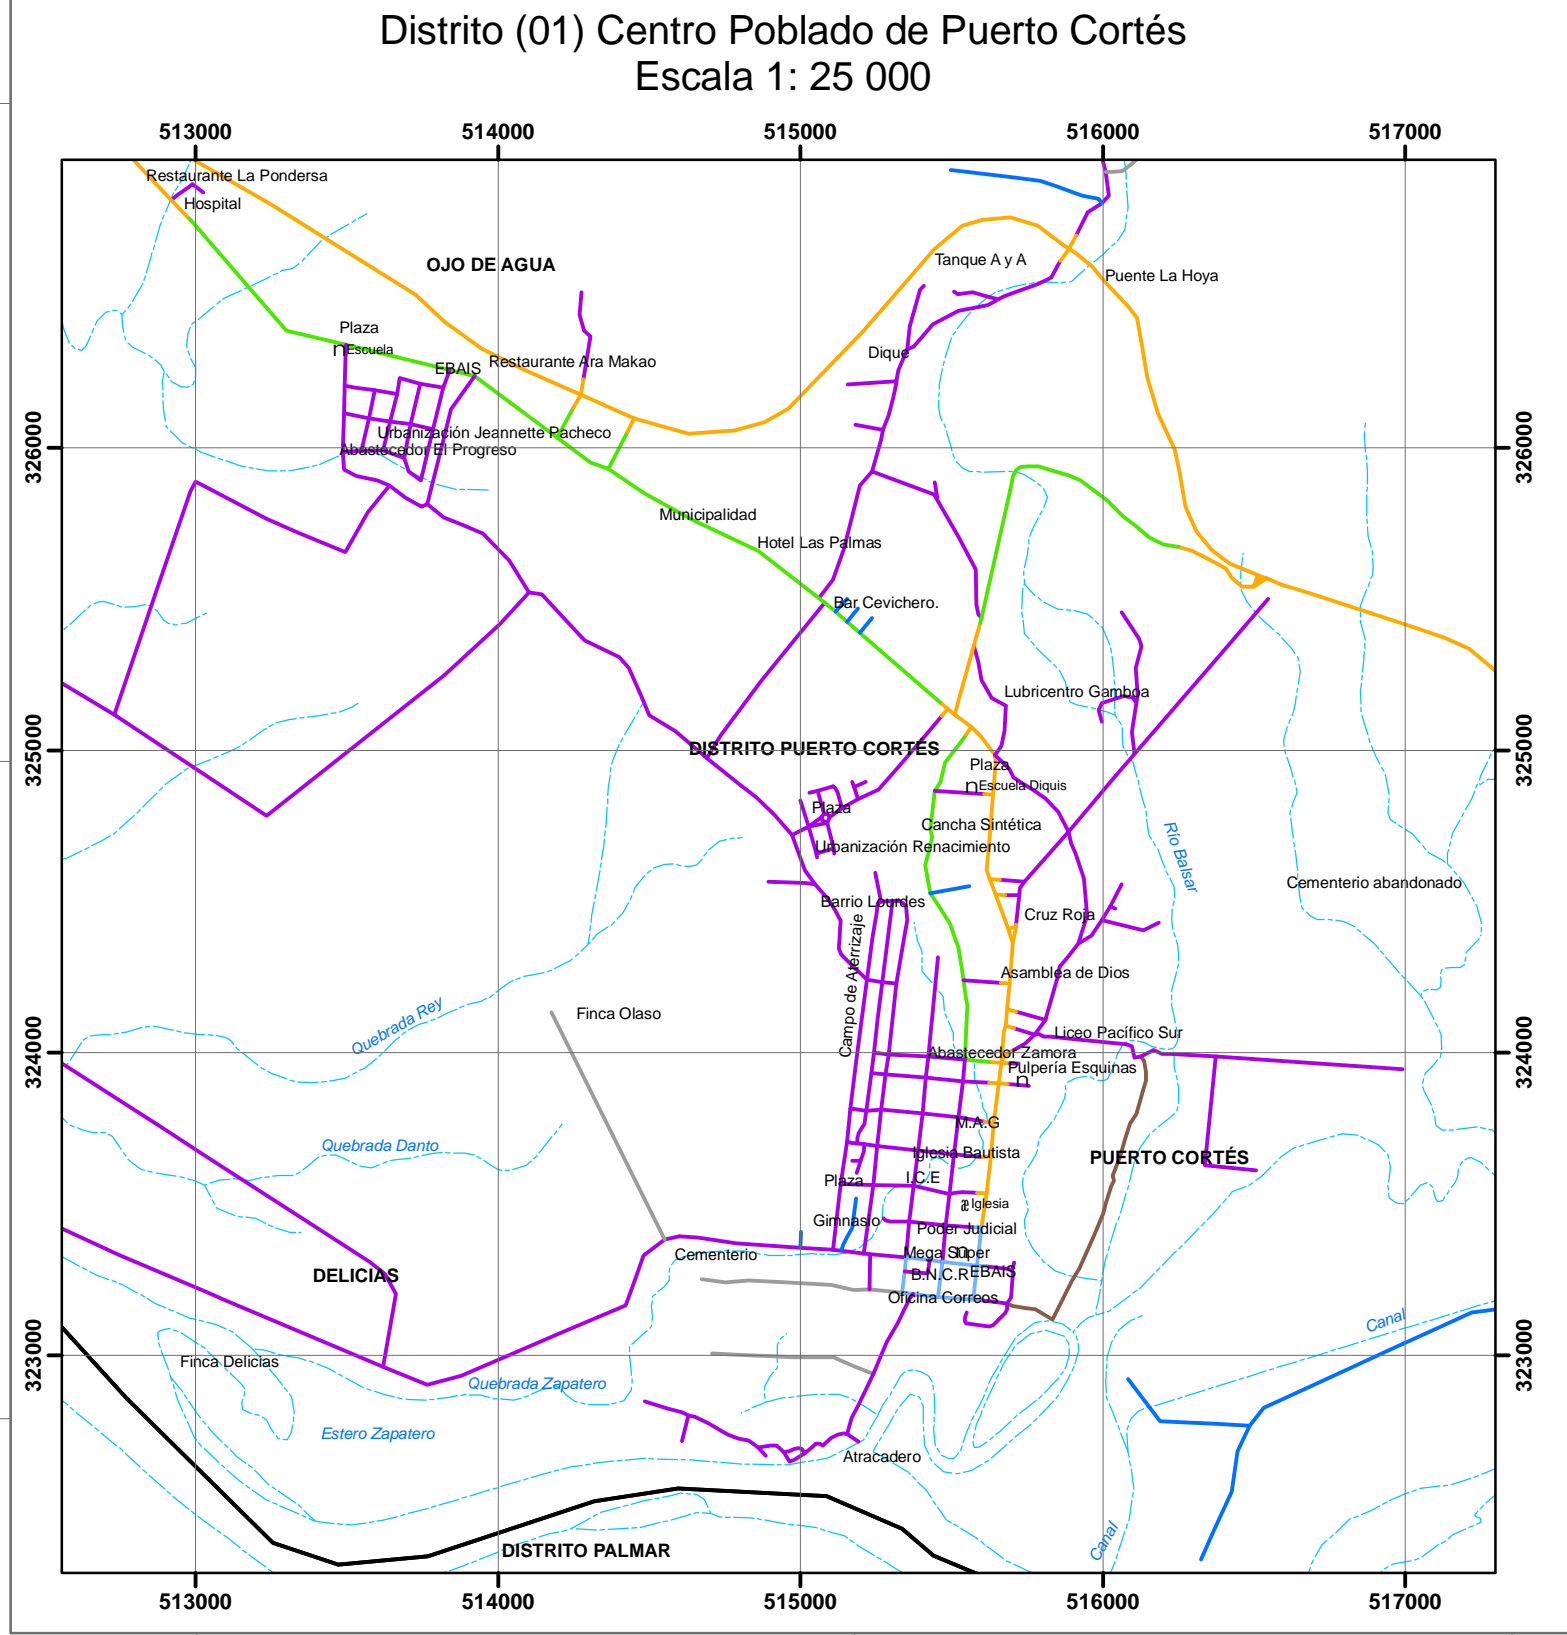 Distrito (01) Centro Poblado de Puerto Cortés
Escala 1: 25 000
513000
514000
515000
516000
517000
Restaurante La Pondersa
Hospital
OJO DE AGUA
Tanque A y A
Puente La Hoya
Plaza
n Escuela
Dique
EBAIS
Restaurante Ara Makao
326000
326000
Urbanización Jeannette Pacheco
Abastecedor El Progreso
Municipalidad
Hotel Las Palmas
Bar Cevichero.
Lubricentro Gamboa
325000
325000
DISTRITO PUERTO CORTÉS
Plaza
n Escuela Diquis
Plaza
Cancha Sintética
Urbanización Renacimiento
Río Balsar
Cementerio abandonado
Barrio Lourdes
Cruz Roja
Campo de Aterrizaje
Asamblea de Dios
Quebrada Rey
Finca Olaso
Liceo Pacífico Sur
324000
324000
Abastecedor Zamora
Pulpería Esquinas
n
M.A.G
Quebrada Danto
Iglesia Bautista
PUERTO CORTÉS
Plaza
I.C.E
æ Iglesia
Gimnasio
Poder Judicial
Cementerio
Mega Súper
n
DELICIAS
B.N.C.R
EBAIS
Oficina Correos
Canal
323000
323000
Finca Delicias
Quebrada Zapatero
Estero Zapatero
Atracadero
Canal
DISTRITO PALMAR
513000
514000
515000
516000
517000